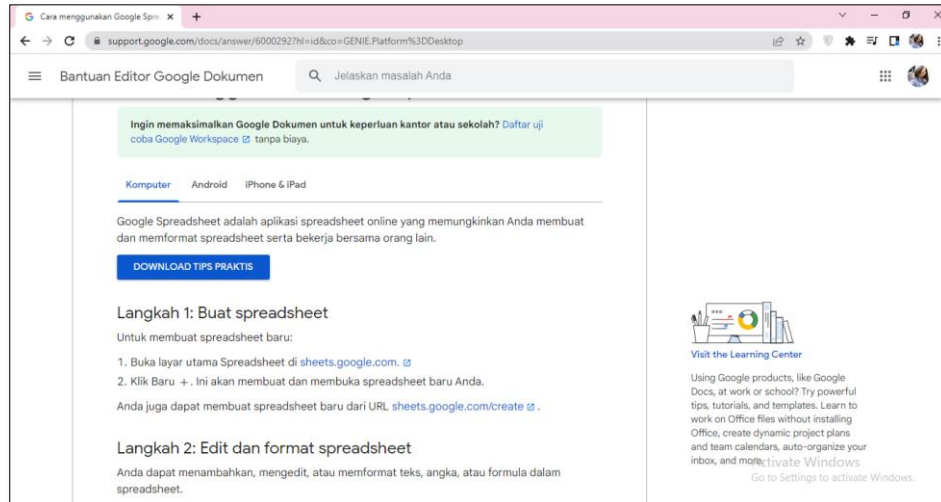 Cara menggunakan Google Spre
support.google.com/docs/answer/6000292?hl=id&co=GENIE.Platform%3DDesktop
Bantuan Editor Google Dokumen
Jelaskan masalah Anda
Ingin memaksimalkan Google Dokumen untuk keperluan kantor atau sekolah? Daftar uji
coba Google Workspace tanpa biaya.
Komputer Android iPhone & iPad
Google Spreadsheet adalah aplikasi spreadsheet online yang memungkinkan Anda membuat
dan memformat spreadsheet serta bekerja bersama orang lain.
DOWNLOAD TIPS PRAKTIS
Langkah 1: Buat spreadsheet
Untuk membuat spreadsheet baru:
1. Buka layar utama Spreadsheet di sheets.google.com.
2. Klik Baru +. Ini akan membuat dan membuka spreadsheet baru Anda.
Anda juga dapat membuat spreadsheet baru dari URL sheets.google.com/create.
Langkah 2: Edit dan format spreadsheet
Anda dapat menambahkan, mengedit, atau memformat teks, angka, atau formula dalam
spreadsheet.
Visit the Learning Center
Using Google products, like Google
Docs, at work or school? Try powerful
tips, tutorials, and templates. Learn to
work on Office files without installing
Office, create dynamic project plans
and team calendars, auto-organize your
inbox, and more.
Activate Windows
Go to Settings to activate Windows.